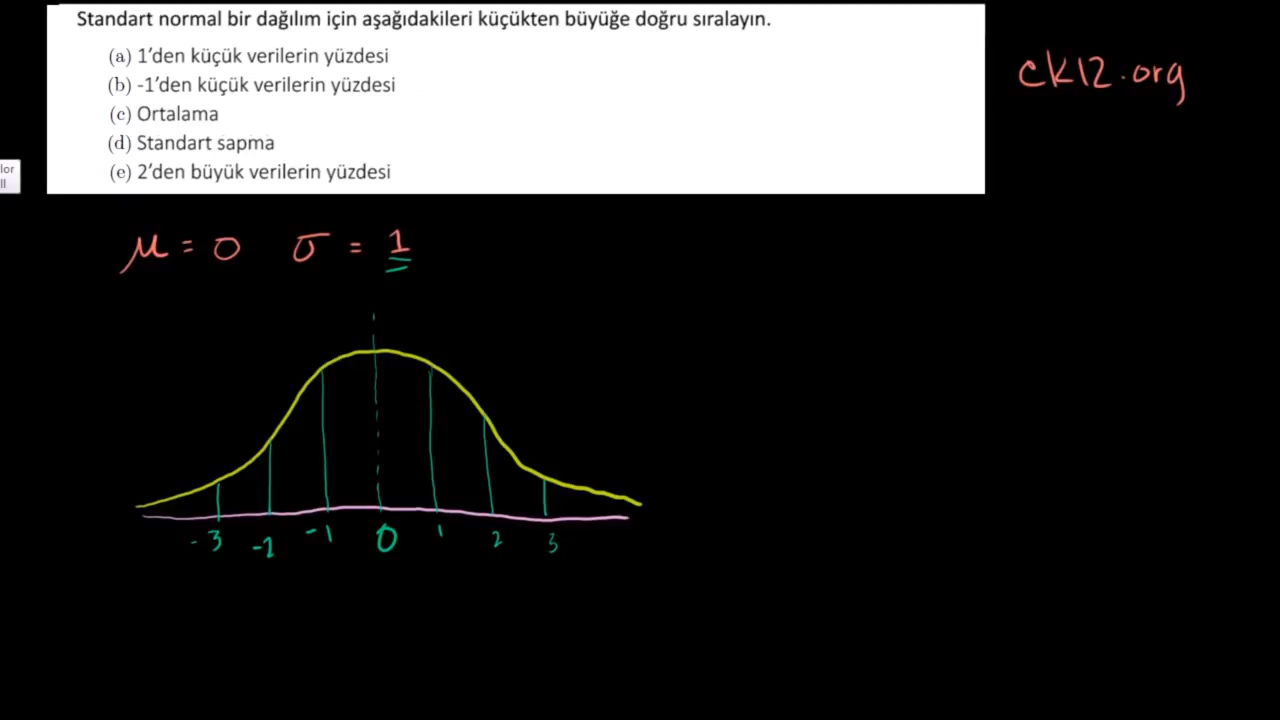 Standart normal bir dağılım için aşağıdakileri küçükten büyüğe doğru sıralayın.
(a) 1’den küçük verilerin yüzdesi
(b) -1’den küçük verilerin yüzdesi
(c) Ortalama
(d) Standart sapma
(e) 2’den büyük verilerin yüzdesi
ck12.org
lor
ll
μ = 0 σ = 1
-3 -2 -1 0 1 2 3